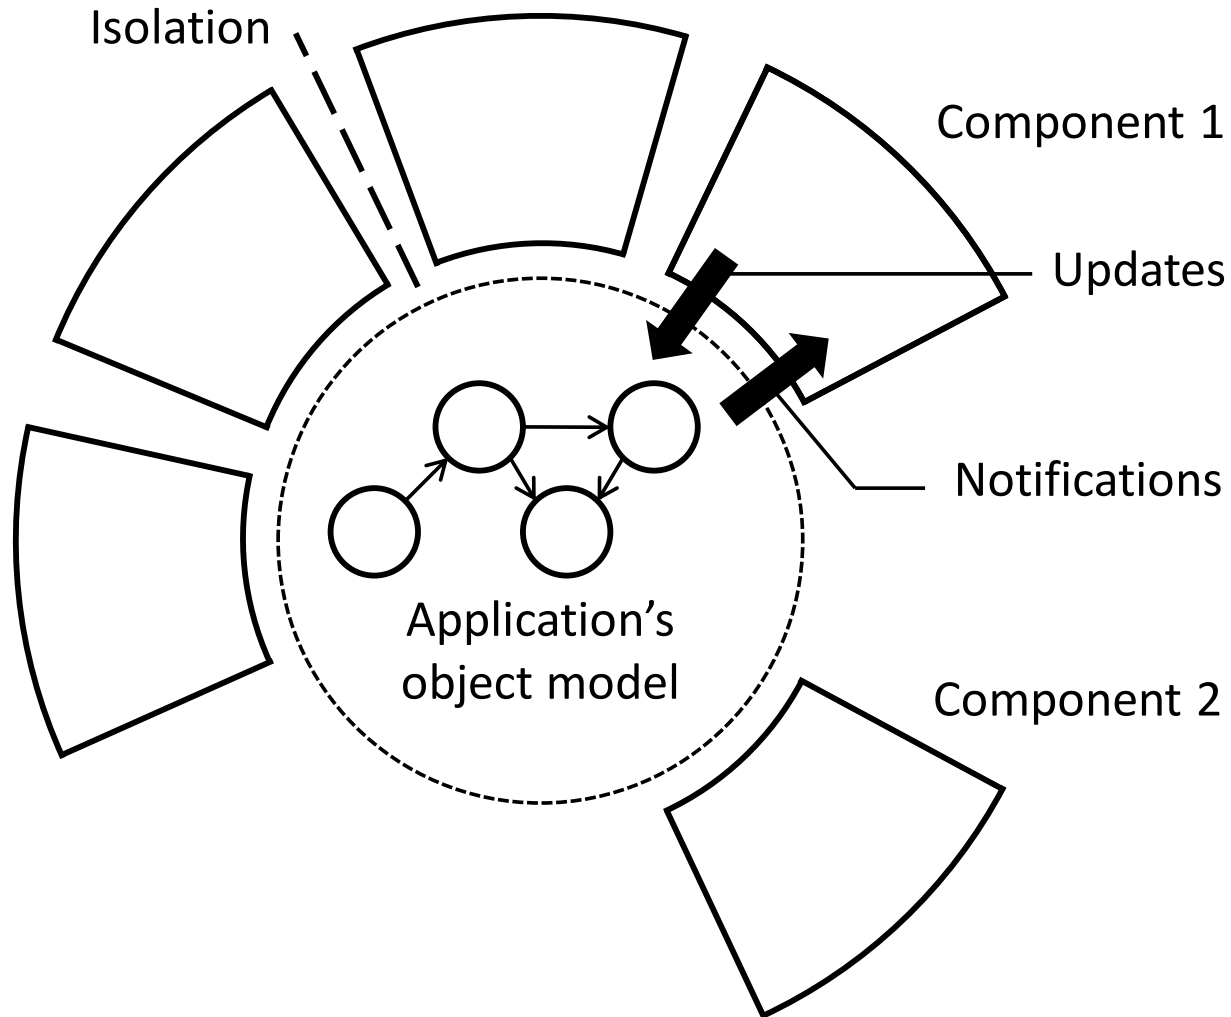 Isolation
Component 1
Updates
Notifications
Application’s
object model
Component 2